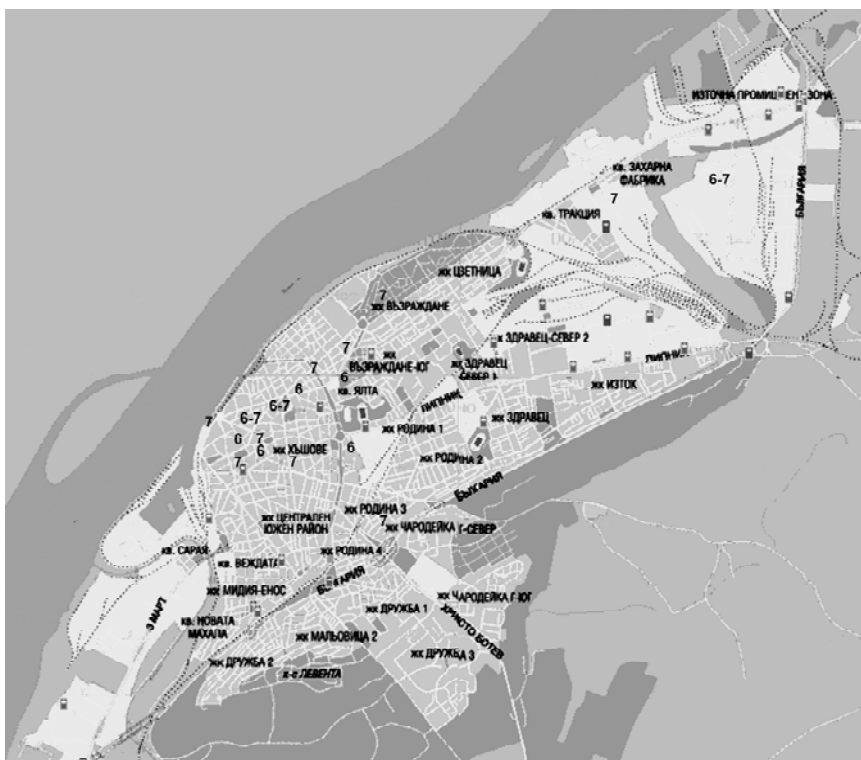 ИЗТОЧНА ПРОМИШЛЕНА ЗОНА
БЪЛГАРИЯ
кв. ЗАХАРНА
ФАБРИКА
6-7
7
кв. ТРАКЦИЯ
жк ЦВЕТНИЦА
7
жк ВЪЗРАЖДАНЕ
7
жк
ВЪЗРАЖДАНЕ-ЮГ
ЗДРАВЕЦ-СЕВЕР 2
жк ЗДРАВЕЦ
СЕВЕР 1
ЛИПНИК
7
6
кв. ЯЛТА
жк ИЗТОК
6
6-7
6-7
ЛИПНИК
7
жк РОДИНА 1
жк ЗДРАВЕЦ
6
7
6
жк ХЪШОВЕ
6
7
7
жк РОДИНА 2
БЪЛГАРИЯ
жк РОДИНА 3
жк ЦЕНТРАЛЕН
ЮЖЕН РАЙОН
7
жк ЧАРОДЕЙКА
Г-СЕВЕР
кв. САРАЯ
жк РОДИНА 4
кв. ВЕЖДАТА
БЪЛГАРИЯ
жк МИДИЯ-ЕНОС
жк ЧАРОДЕЙКА Г-ЮГ
3 МАРТ
кв. НОВАТА
МАХАЛА
жк ДРУЖБА 1
ХРИСТО БОТЕВ
жк МАЛЬОВИЦА 2
жк ДРУЖБА 3
жк ДРУЖБА 2
х-с ЛЕВЕНТА